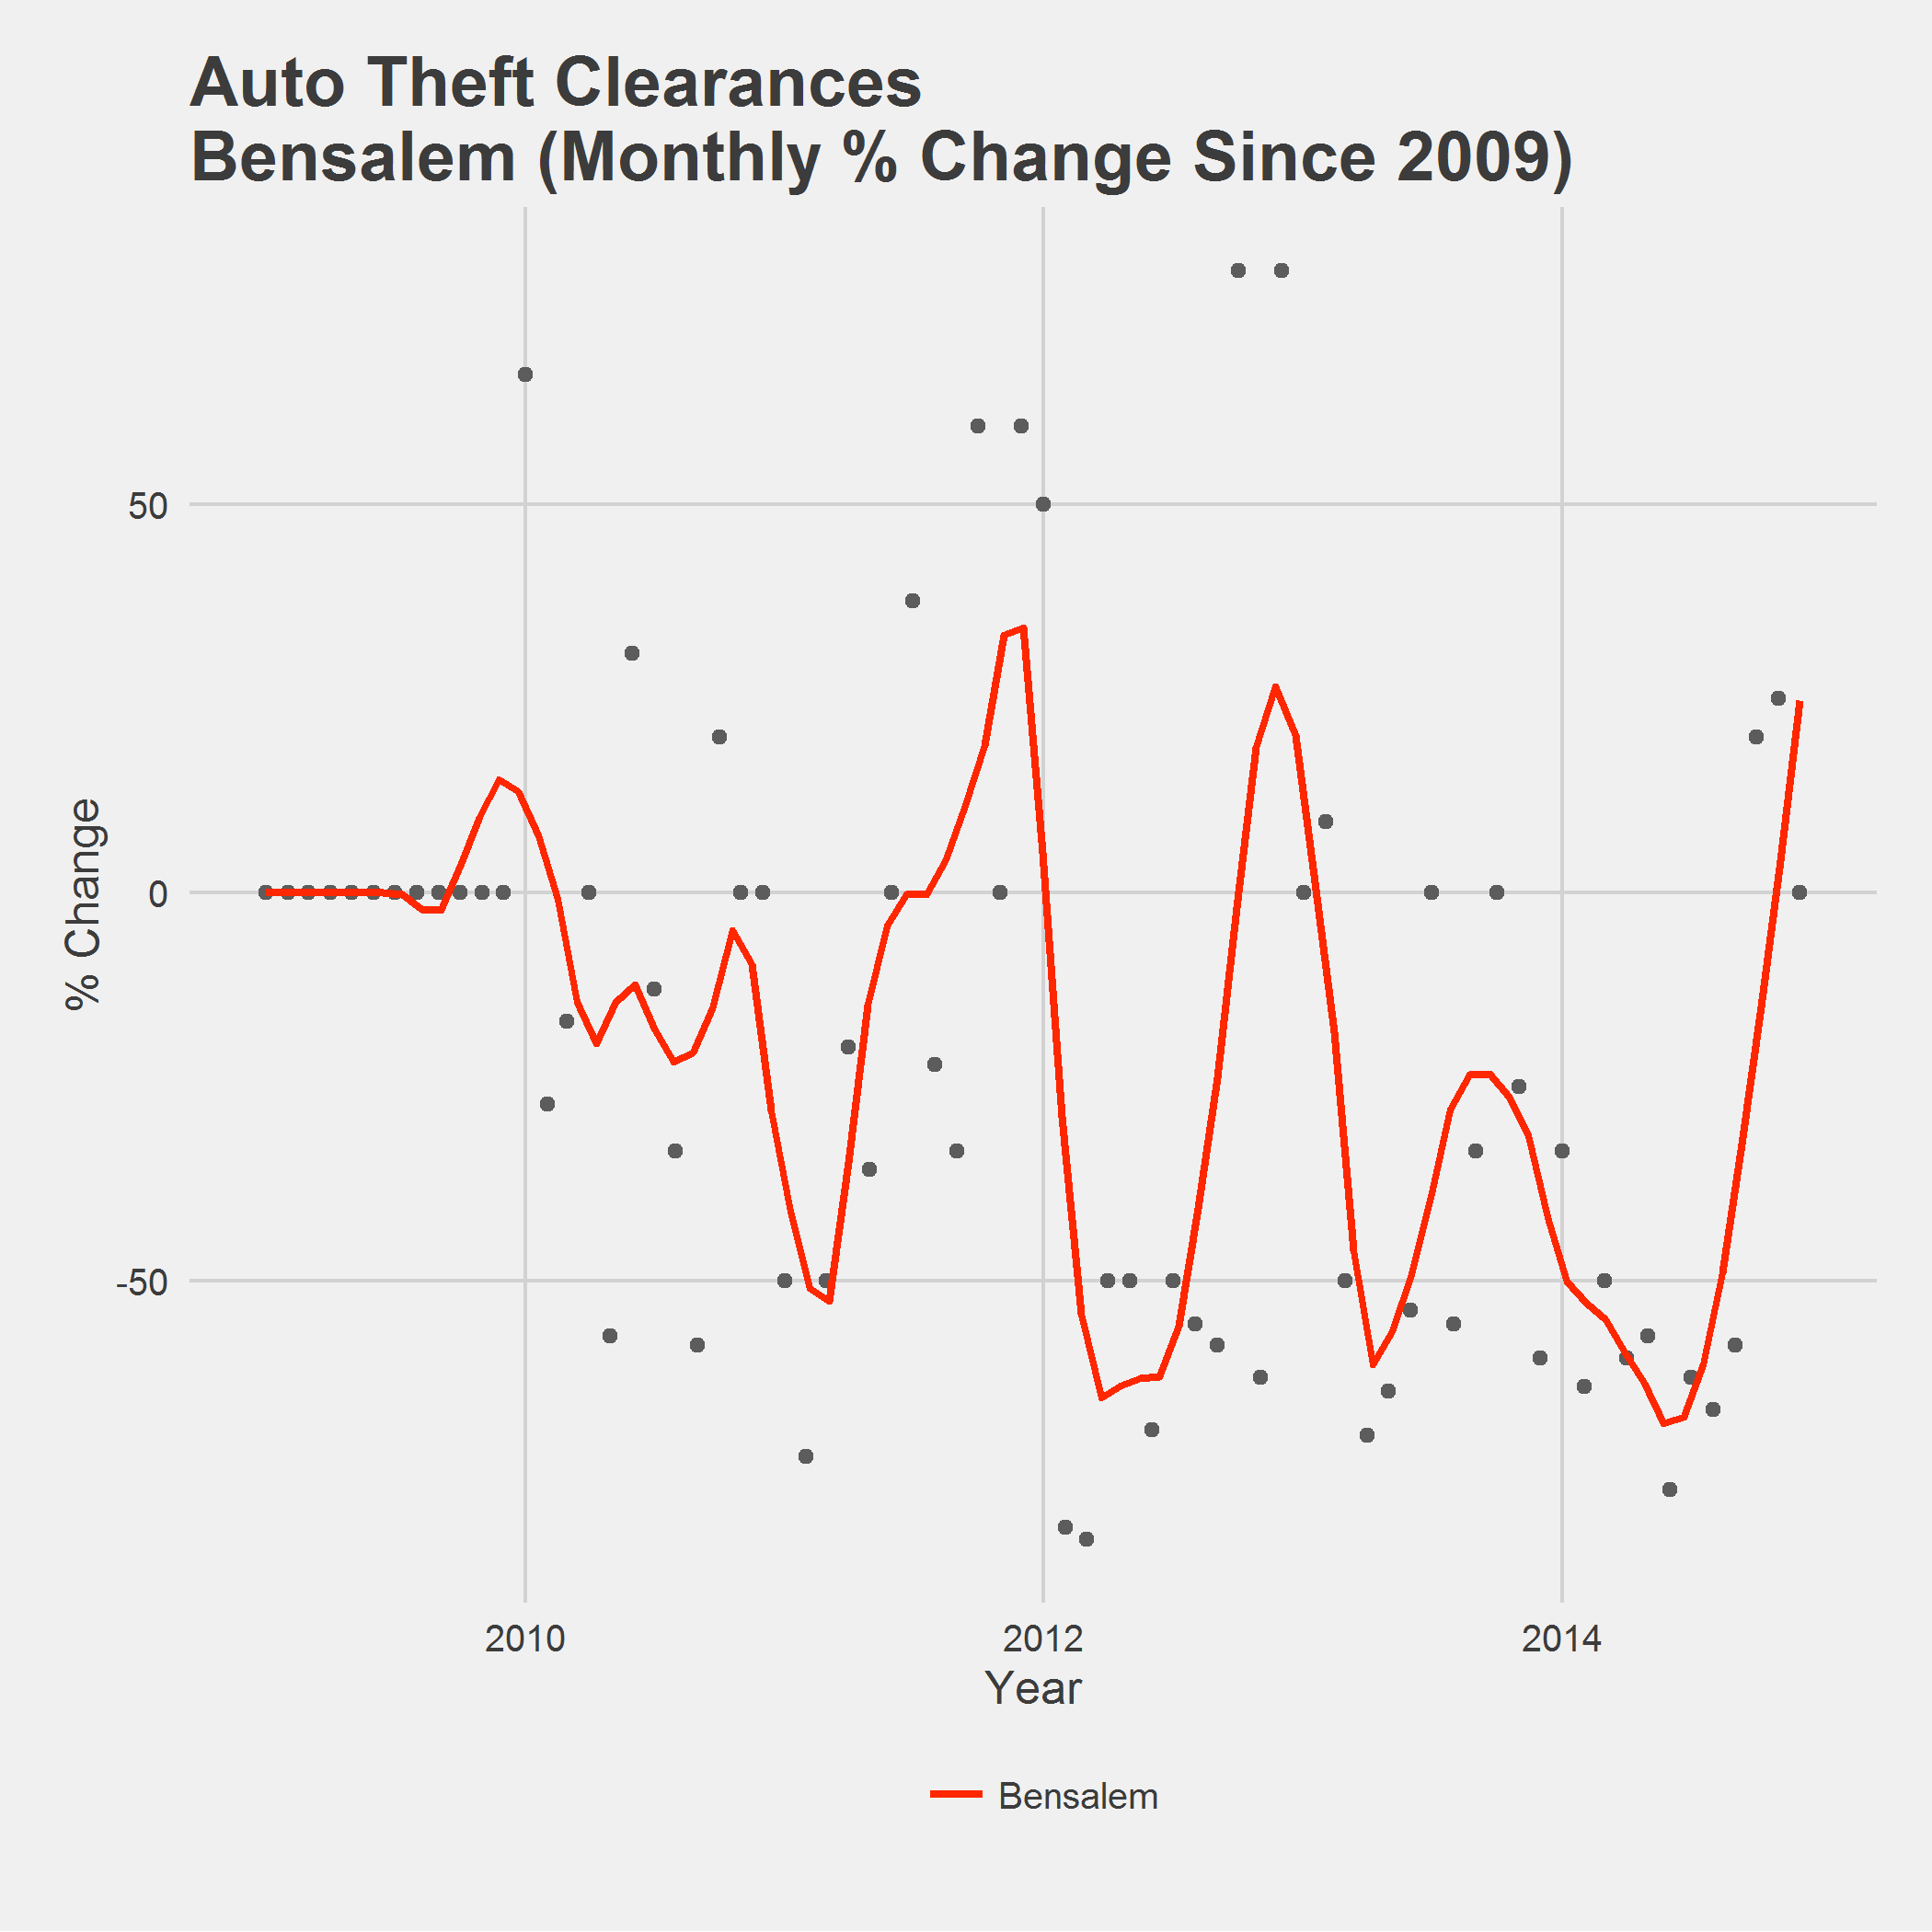 Auto Theft Clearances
Bensalem (Monthly % Change Since 2009)
50
0
-50
% Change
2010 2012 2014
Year
Bensalem